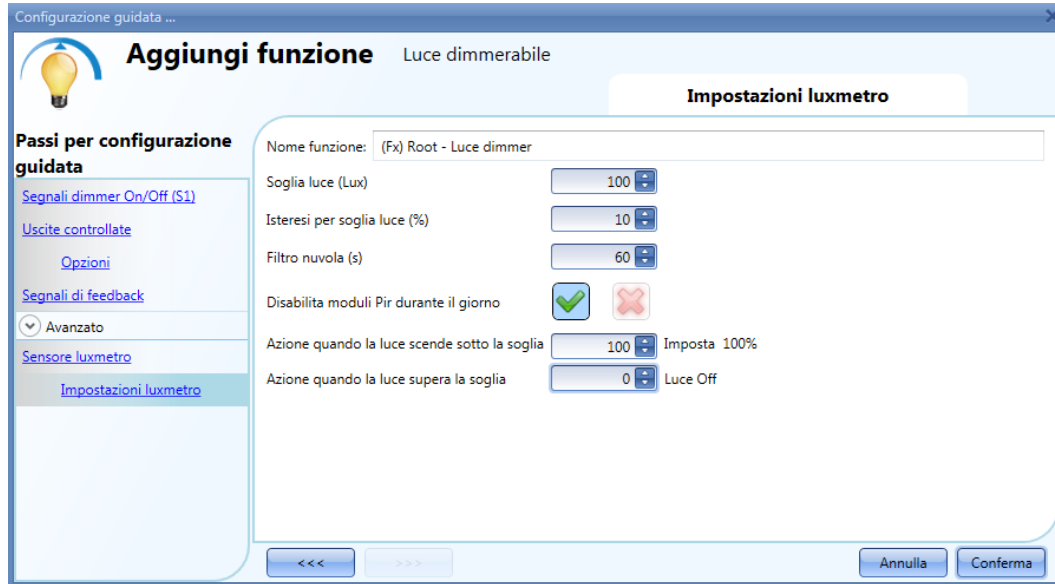 Configurazione guidata ...
Aggiungi funzione Luce dimmerabile
Impostazioni luxmetro
Passi per configurazione
guidata
Segnali dimmer On/Off (S1)
Uscite controllate
Opzioni
Segnali di feedback
Avanzato
Sensore luxmetro
Impostazioni luxmetro
Nome funzione: (Fx) Root - Luce dimmer
Soglia luce (Lux) 100
Isteresi per soglia luce (%) 10
Filtro nuvola (s) 60
Disabilita moduli Pir durante il giorno
Azione quando la luce scende sotto la soglia 100 Imposta 100%
Azione quando la luce supera la soglia 0 Luce Off
<<< >>> Annulla Conferma